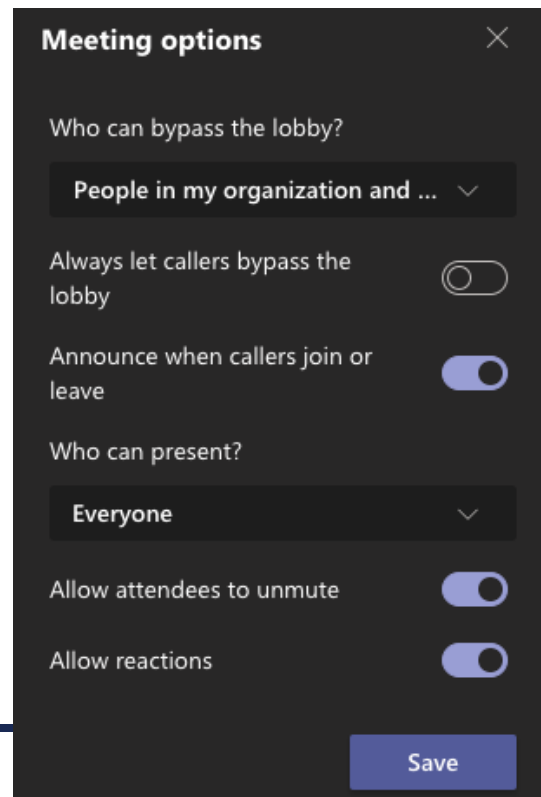 Meeting options
Who can bypass the lobby?
People in my organization and ...
Always let callers bypass the
lobby
Announce when callers join or
leave
Who can present?
Everyone
Allow attendees to unmute
Allow reactions
Save